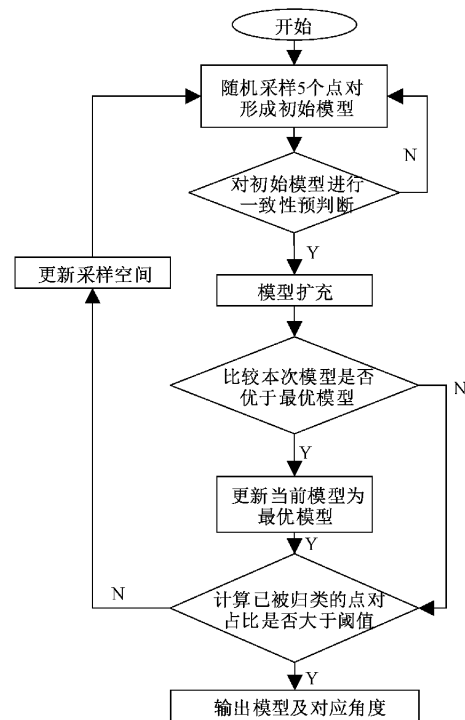 开始
随机采样5个点对
形成初始模型
N
对初始模型进行
一致性预判断
Y
更新采样空间
模型扩充
比较本次模型是否
优于最优模型
N
Y
更新当前模型为
最优模型
Y
N
计算已被归类的点对
占比是否大于阈值
Y
输出模型及对应角度